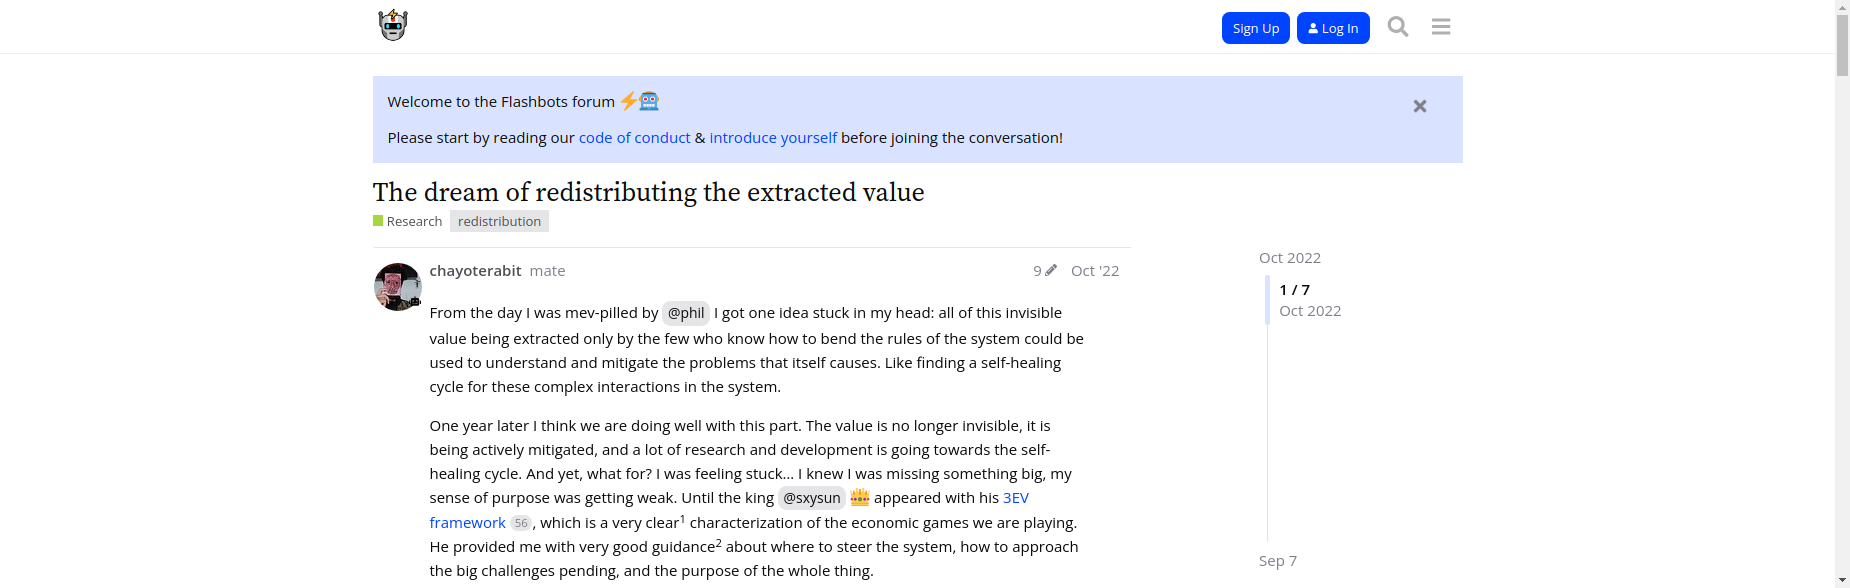 Sign Up
Log In
Welcome to the Flashbots forum
Please start by reading our code of conduct & introduce yourself before joining the conversation!
The dream of redistributing the extracted value
Research redistribution
chayoterabit mate 9 Oct '22
From the day I was mev-pilled by @phil I got one idea stuck in my head: all of this invisible
value being extracted only by the few who know how to bend the rules of the system could be
used to understand and mitigate the problems that itself causes. Like finding a self-healing
cycle for these complex interactions in the system.
One year later I think we are doing well with this part. The value is no longer invisible, it is
being actively mitigated, and a lot of research and development is going towards the self-
healing cycle. And yet, what for? I was feeling stuck... I knew I was missing something big, my
sense of purpose was getting weak. Until the king @sxysun appeared with his 3EV
framework 56, which is a very clear1 characterization of the economic games we are playing.
He provided me with very good guidance2 about where to steer the system, how to approach
the big challenges pending, and the purpose of the whole thing.
Oct 2022
1 / 7
Oct 2022
Sep 7